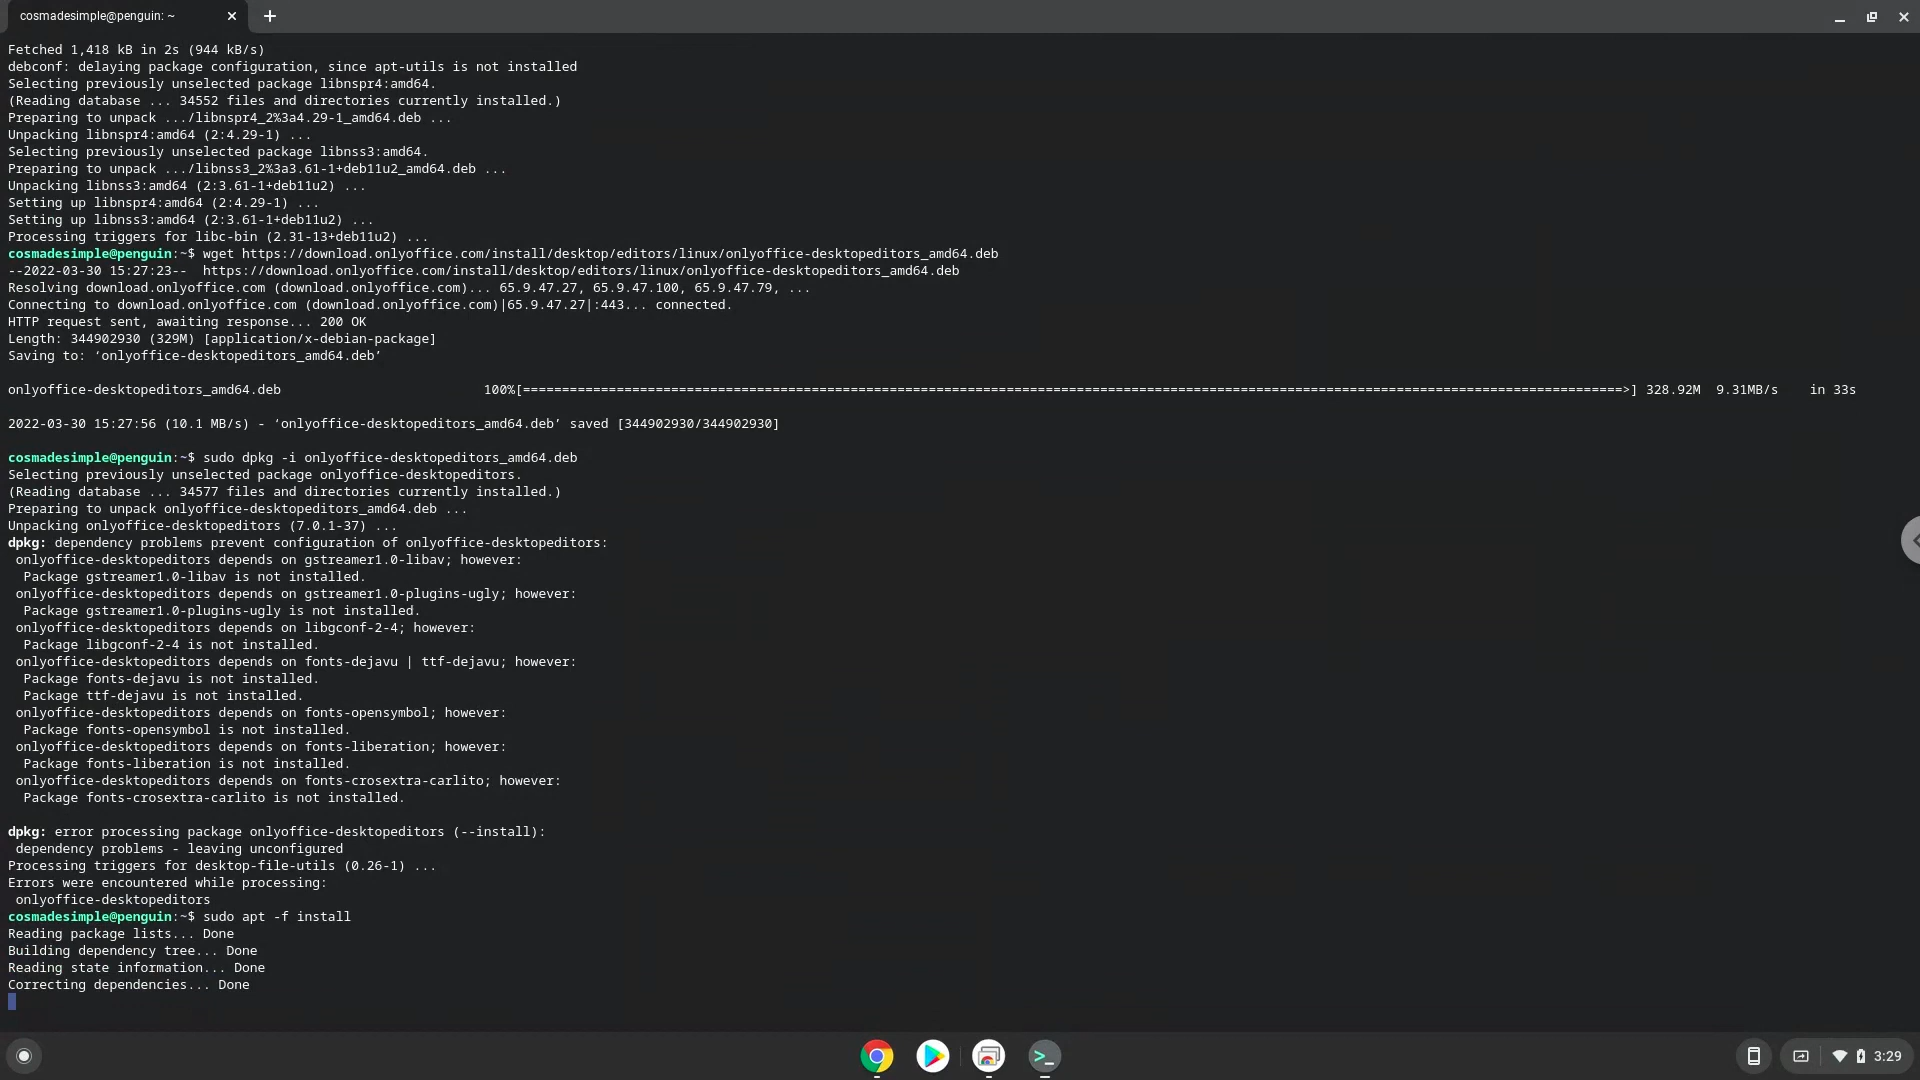 cosmadesimple@penguin: ~
Fetched 1,418 kB in 2s (944 kB/s)
debconf: delaying package configuration, since apt-utils is not installed
Selecting previously unselected package libnspr4:amd64.
(Reading database ... 34552 files and directories currently installed.)
Preparing to unpack .../libnspr4_2%3a4.29-1_amd64.deb ...
Unpacking libnspr4:amd64 (2:4.29-1) ...
Selecting previously unselected package libnss3:amd64.
Preparing to unpack .../libnss3_2%3a3.61-1+deb11u2_amd64.deb ...
Unpacking libnss3:amd64 (2:3.61-1+deb11u2) ...
Setting up libnspr4:amd64 (2:4.29-1) ...
Setting up libnss3:amd64 (2:3.61-1+deb11u2) ...
Processing triggers for libc-bin (2.31-13+deb11u2) ...
cosmadesimple@penguin:~$ wget https://download.onlyoffice.com/install/desktop/editors/linux/onlyoffice-desktopeditors_amd64.deb
--2022-03-30 15:27:23--  https://download.onlyoffice.com/install/desktop/editors/linux/onlyoffice-desktopeditors_amd64.deb
Resolving download.onlyoffice.com (download.onlyoffice.com)... 65.9.47.27, 65.9.47.100, 65.9.47.79, ...
Connecting to download.onlyoffice.com (download.onlyoffice.com)|65.9.47.27|:443... connected.
HTTP request sent, awaiting response... 200 OK
Length: 344902930 (329M) [application/x-debian-package]
Saving to: ‘onlyoffice-desktopeditors_amd64.deb’
onlyoffice-desktopeditors_amd64.deb 100%[=============================================================================================================================================>] 328.92M 9.31MB/s in 33s
2022-03-30 15:27:56 (10.1 MB/s) - ‘onlyoffice-desktopeditors_amd64.deb’ saved [344902930/344902930]
cosmadesimple@penguin:~$ sudo dpkg -i onlyoffice-desktopeditors_amd64.deb
Selecting previously unselected package onlyoffice-desktopeditors.
(Reading database ... 34577 files and directories currently installed.)
Preparing to unpack onlyoffice-desktopeditors_amd64.deb ...
Unpacking onlyoffice-desktopeditors (7.0.1-37) ...
dpkg: dependency problems prevent configuration of onlyoffice-desktopeditors:
 onlyoffice-desktopeditors depends on gstreamer1.0-libav; however:
  Package gstreamer1.0-libav is not installed.
 onlyoffice-desktopeditors depends on gstreamer1.0-plugins-ugly; however:
  Package gstreamer1.0-plugins-ugly is not installed.
 onlyoffice-desktopeditors depends on libgconf-2-4; however:
  Package libgconf-2-4 is not installed.
 onlyoffice-desktopeditors depends on fonts-dejavu | ttf-dejavu; however:
  Package fonts-dejavu is not installed.
  Package ttf-dejavu is not installed.
 onlyoffice-desktopeditors depends on fonts-opensymbol; however:
  Package fonts-opensymbol is not installed.
 onlyoffice-desktopeditors depends on fonts-liberation; however:
  Package fonts-liberation is not installed.
 onlyoffice-desktopeditors depends on fonts-crosextra-carlito; however:
  Package fonts-crosextra-carlito is not installed.
dpkg: error processing package onlyoffice-desktopeditors (--install):
 dependency problems - leaving unconfigured
Processing triggers for desktop-file-utils (0.26-1) ...
Errors were encountered while processing:
 onlyoffice-desktopeditors
cosmadesimple@penguin:~$ sudo apt -f install
Reading package lists... Done
Building dependency tree... Done
Reading state information... Done
Correcting dependencies... Done
3:29